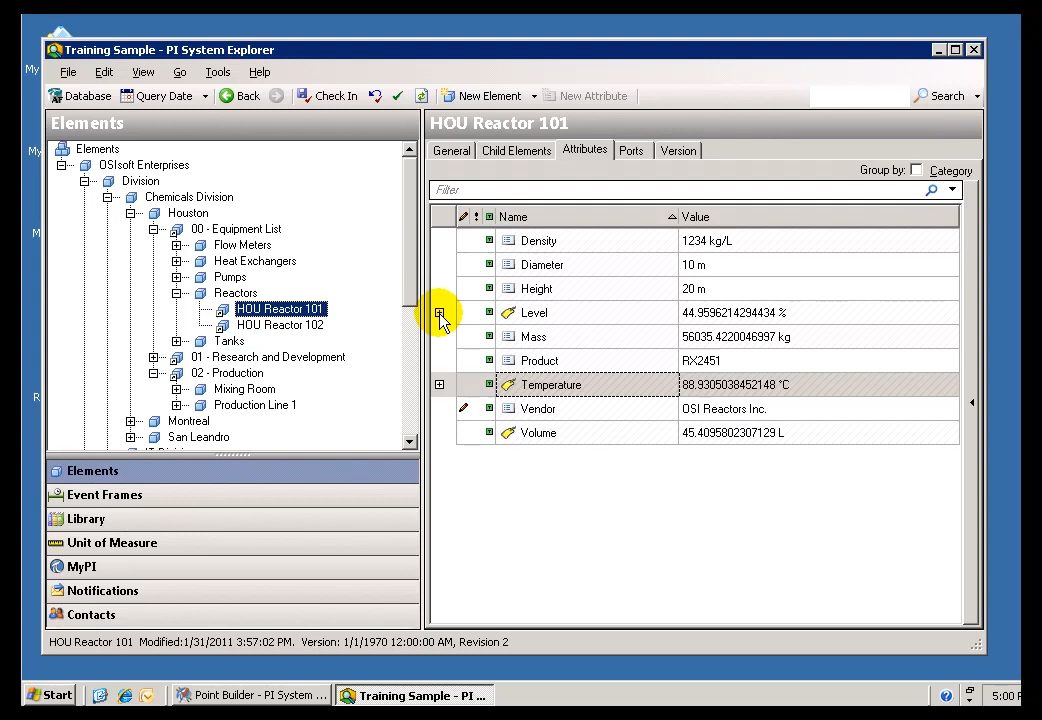 My
My
M
R
Training Sample - PI System Explorer
File Edit View Go Tools Help
Database Query Date Back Check In New Element New Attribute Search
Elements
Elements
OSIsoft Enterprises
Division
Chemicals Division
Houston
00 - Equipment List
Flow Meters
Heat Exchangers
Pumps
Reactors
HOU Reactor 101
HOU Reactor 102
Tanks
01 - Research and Development
02 - Production
Mixing Room
Production Line 1
Montreal
San Leandro
Elements
Event Frames
Library
Unit of Measure
MyPI
Notifications
Contacts
HOU Reactor 101
General Child Elements Attributes Ports Version
Group by: Category
Filter
Name Value
Density 1234 kg/L
Diameter 10 m
Height 20 m
Level 44.9596214294434 %
Mass 56035.4220046997 kg
Product RX2451
Temperature 88.9305038452148 °C
Vendor OSI Reactors Inc.
Volume 45.4095802307129 L
HOU Reactor 101 Modified:1/31/2011 3:57:02 PM. Version: 1/1/1970 12:00:00 AM, Revision 2
Start Point Builder - PI System ... Training Sample - PI ... 5:00